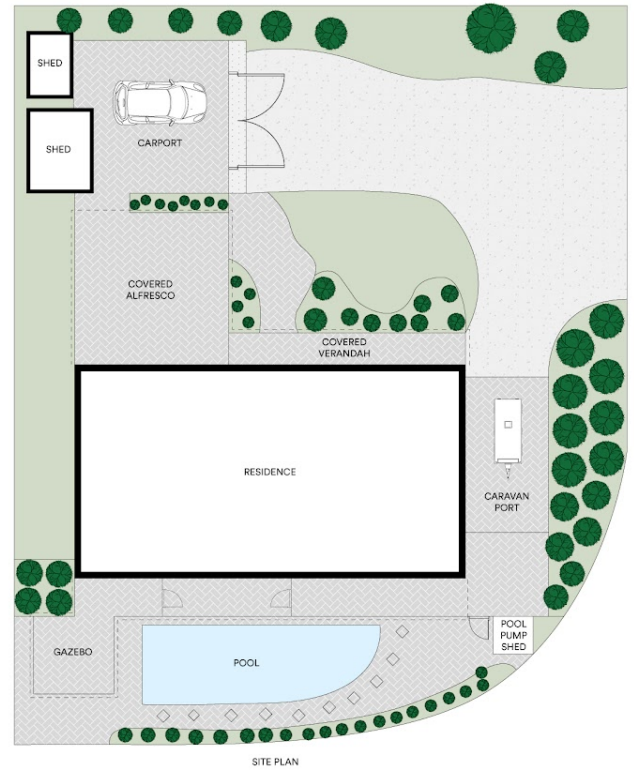 SHED
SHED
CARPORT
COVERED
ALFRESCO
COVERED
VERANDAH
RESIDENCE
CARAVAN
PORT
POOL
PUMP
SHED
GAZEBO
POOL
SITE PLAN